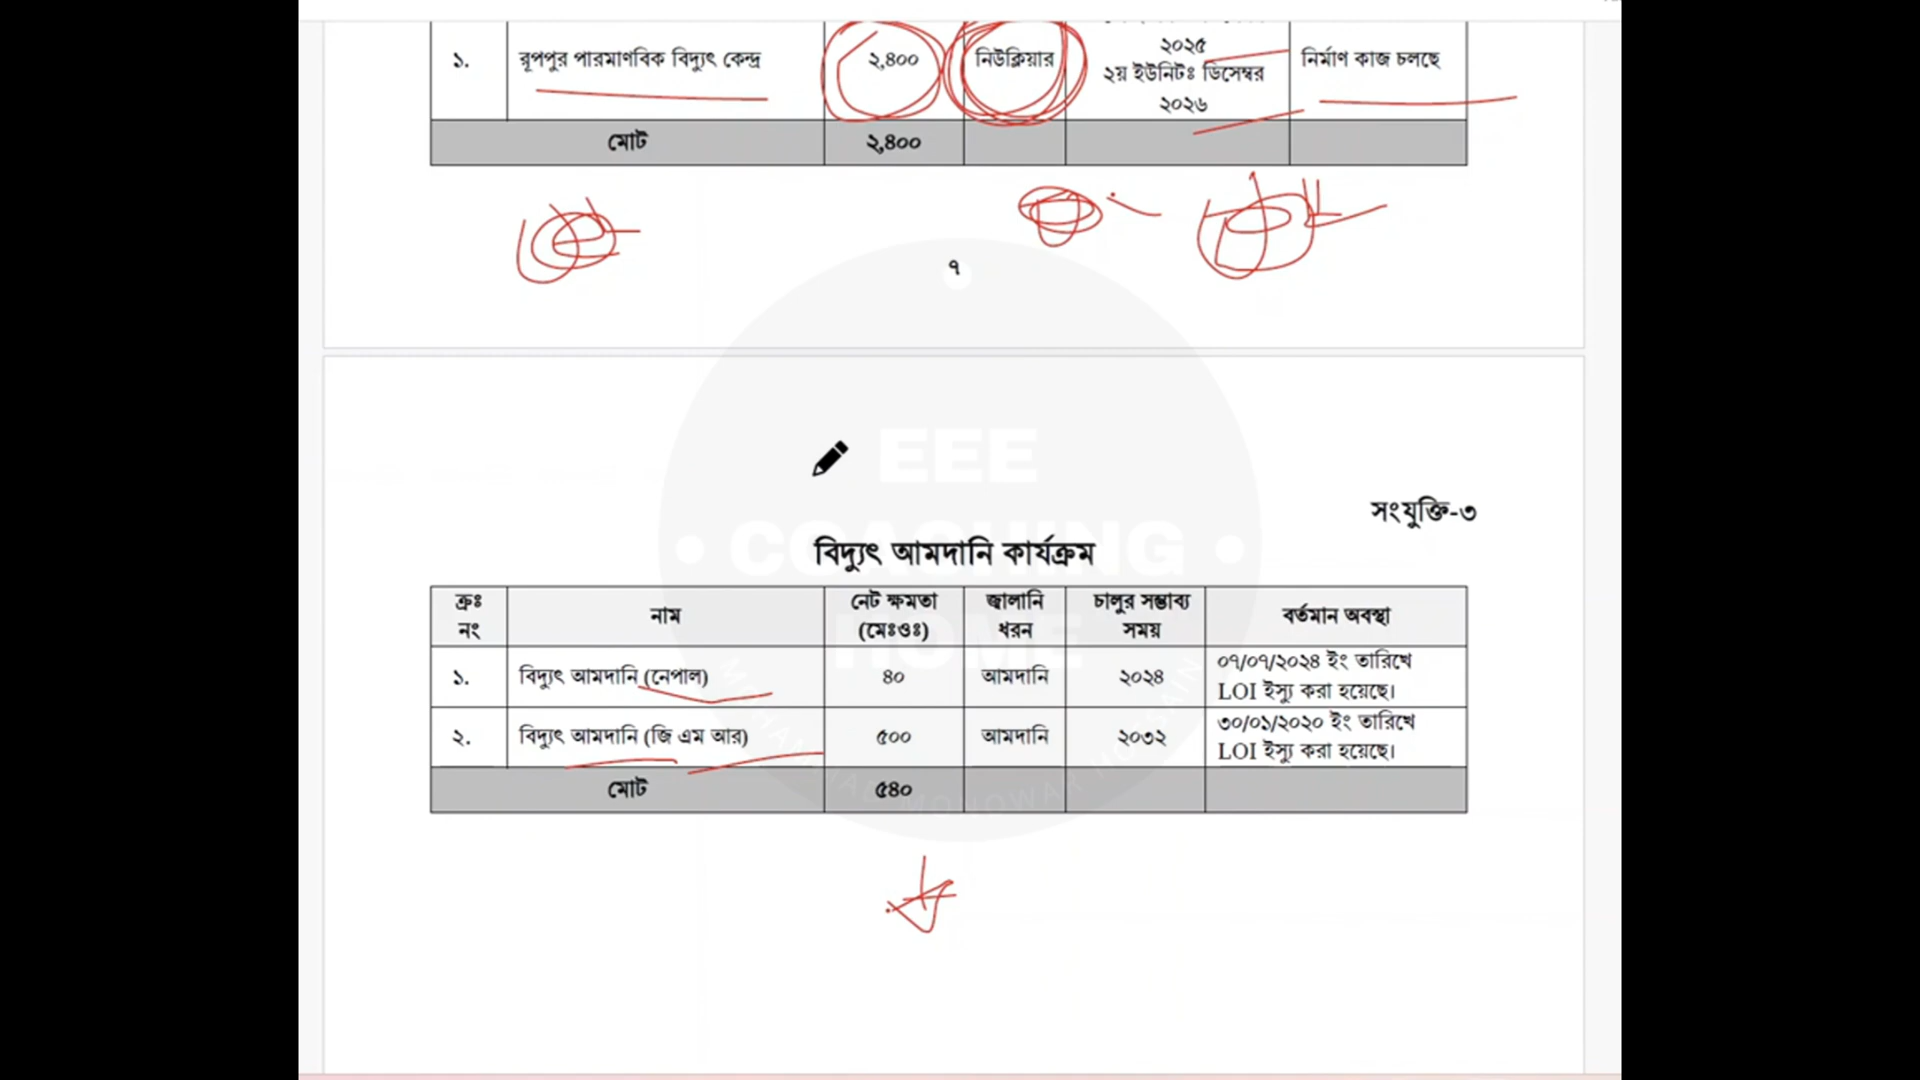 ১. রূপপুর পারমাণবিক বিদ্যুৎ কেন্দ্র ২,৪০০ নিউক্লিয়ার ২০২৫ ২য় ইউনিটঃ ডিসেম্বর ২০২৬ নির্মাণ কাজ চলছে
মোট ২,৪০০
৭
EEE
COACHING
HOME
সংযুক্তি-৩
বিদ্যুৎ আমদানি কার্যক্রম
ক্রঃ নং নাম নেট ক্ষমতা (মেঃওঃ) জ্বালানি ধরন চালুর সম্ভাব্য সময় বর্তমান অবস্থা
১. বিদ্যুৎ আমদানি (নেপাল) ৪০ আমদানি ২০২৪ ০৭/০৭/২০২৪ ইং তারিখে LOI ইস্যু করা হয়েছে।
২. বিদ্যুৎ আমদানি (জি এম আর) ৫০০ আমদানি ২০৩২ ৩০/০১/২০২০ ইং তারিখে LOI ইস্যু করা হয়েছে।
মোট ৫৪০